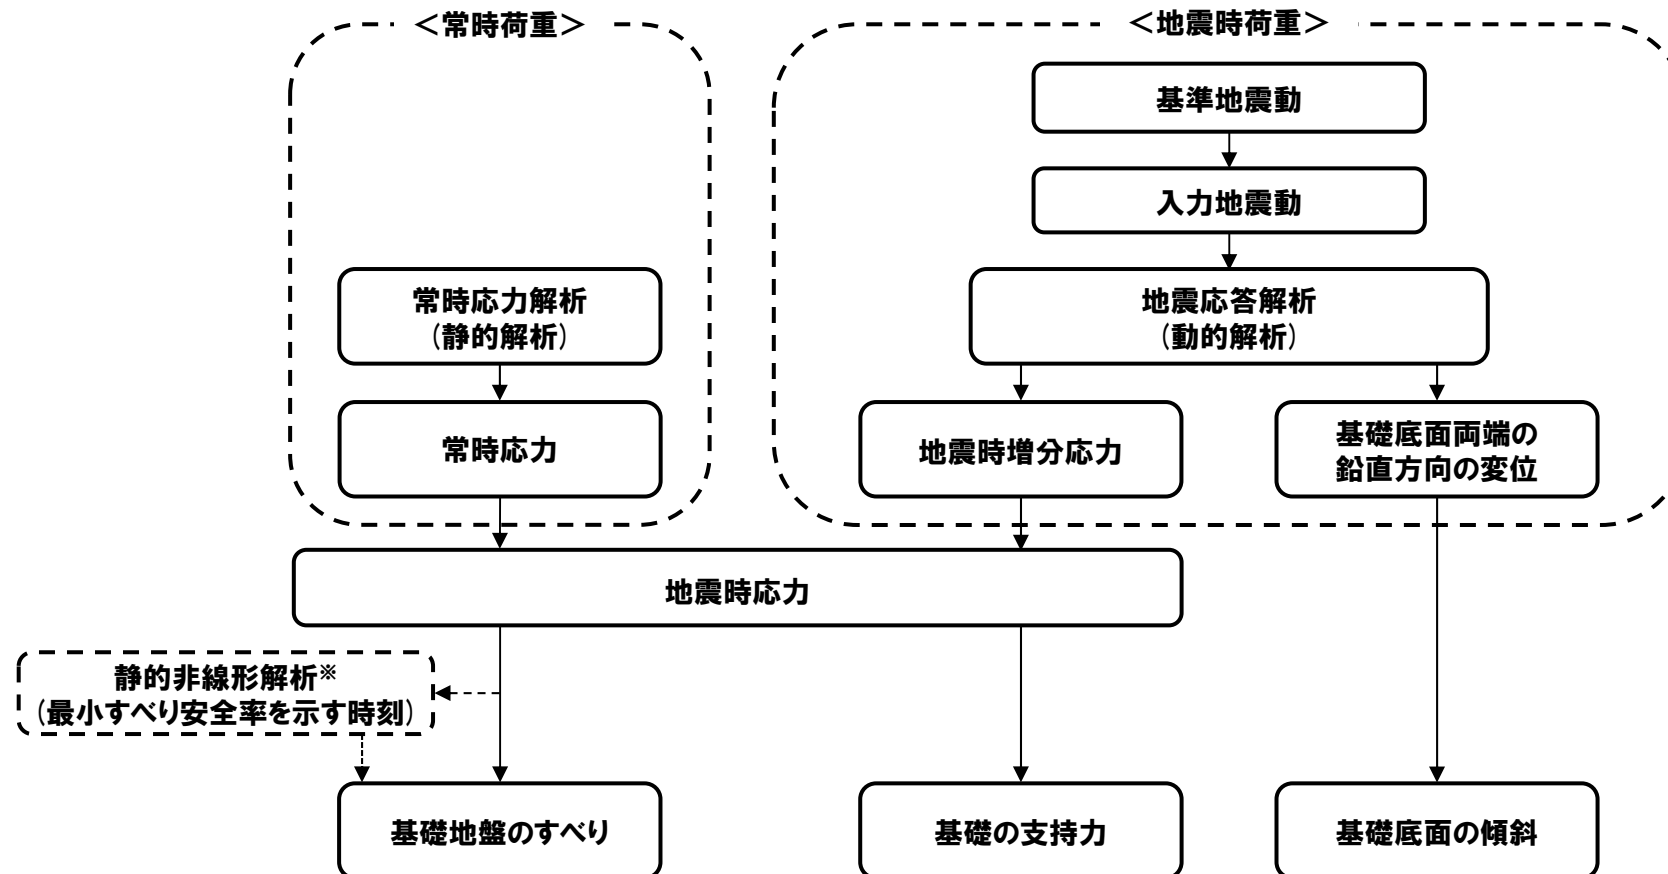 ＜常時荷重＞
＜地震時荷重＞
基準地震動
入力地震動
常時応力解析
（静的解析）
地震応答解析
（動的解析）
常時応力
地震時増分応力
基礎底面両端の
鉛直方向の変位
地震時応力
静的非線形解析※
（最小すべり安全率を示す時刻）
基礎地盤のすべり
基礎の支持力
基礎底面の傾斜